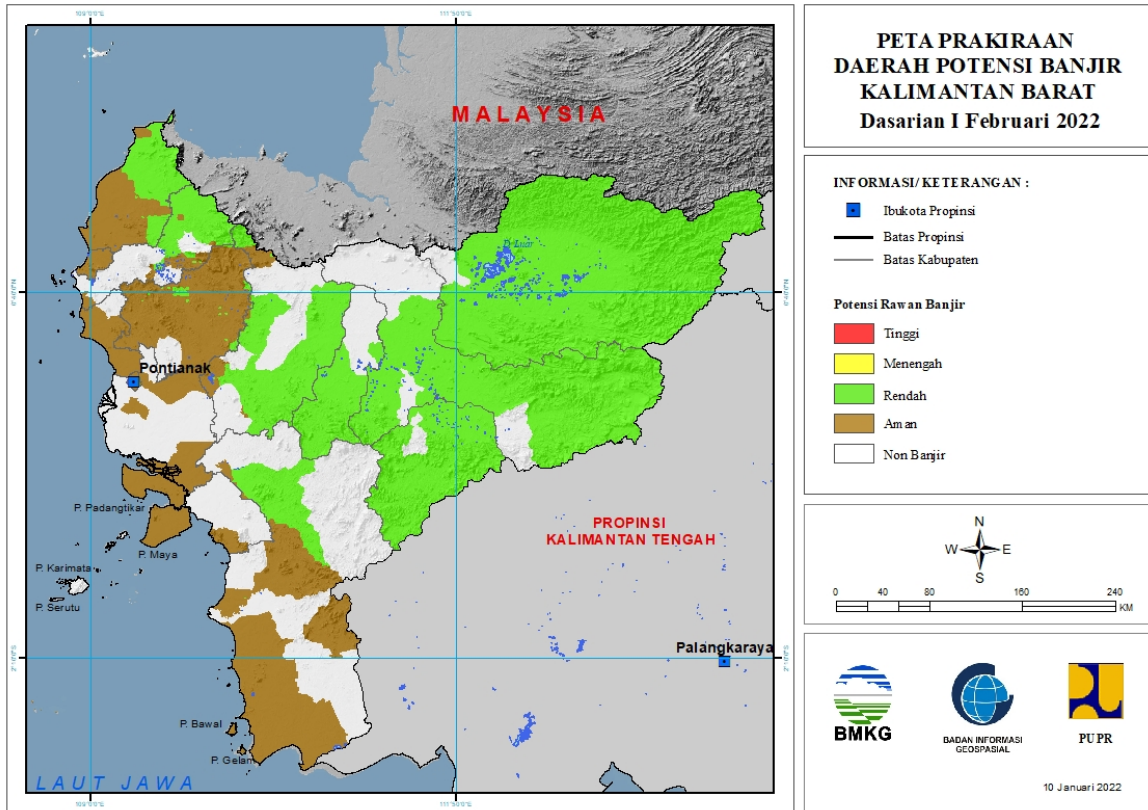 PETA PRAKIRAAN
DAERAH POTENSI BANJIR
KALIMANTAN BARAT
Dasarian I Februari 2022
INFORMASI/KETERANGAN :
Ibukota Propinsi
Batas Propinsi
Batas Kabupaten
Potensi Rawan Banjir
Tinggi
Menengah
Rendah
Aman
Non Banjir
N
W E
S
0 40 80 160 240
KM
BMKG
BADAN INFORMASI
GEOSPASIAL
PUPR
10 Januari 2022
MALAYSIA
Pontianak
P. Padangtikar
P. Maya
P. Karimata
P. Serutu
PROPINSI
KALIMANTAN TENGAH
Palangkaraya
P. Bawal
P. Gelam
LAUT JAWA